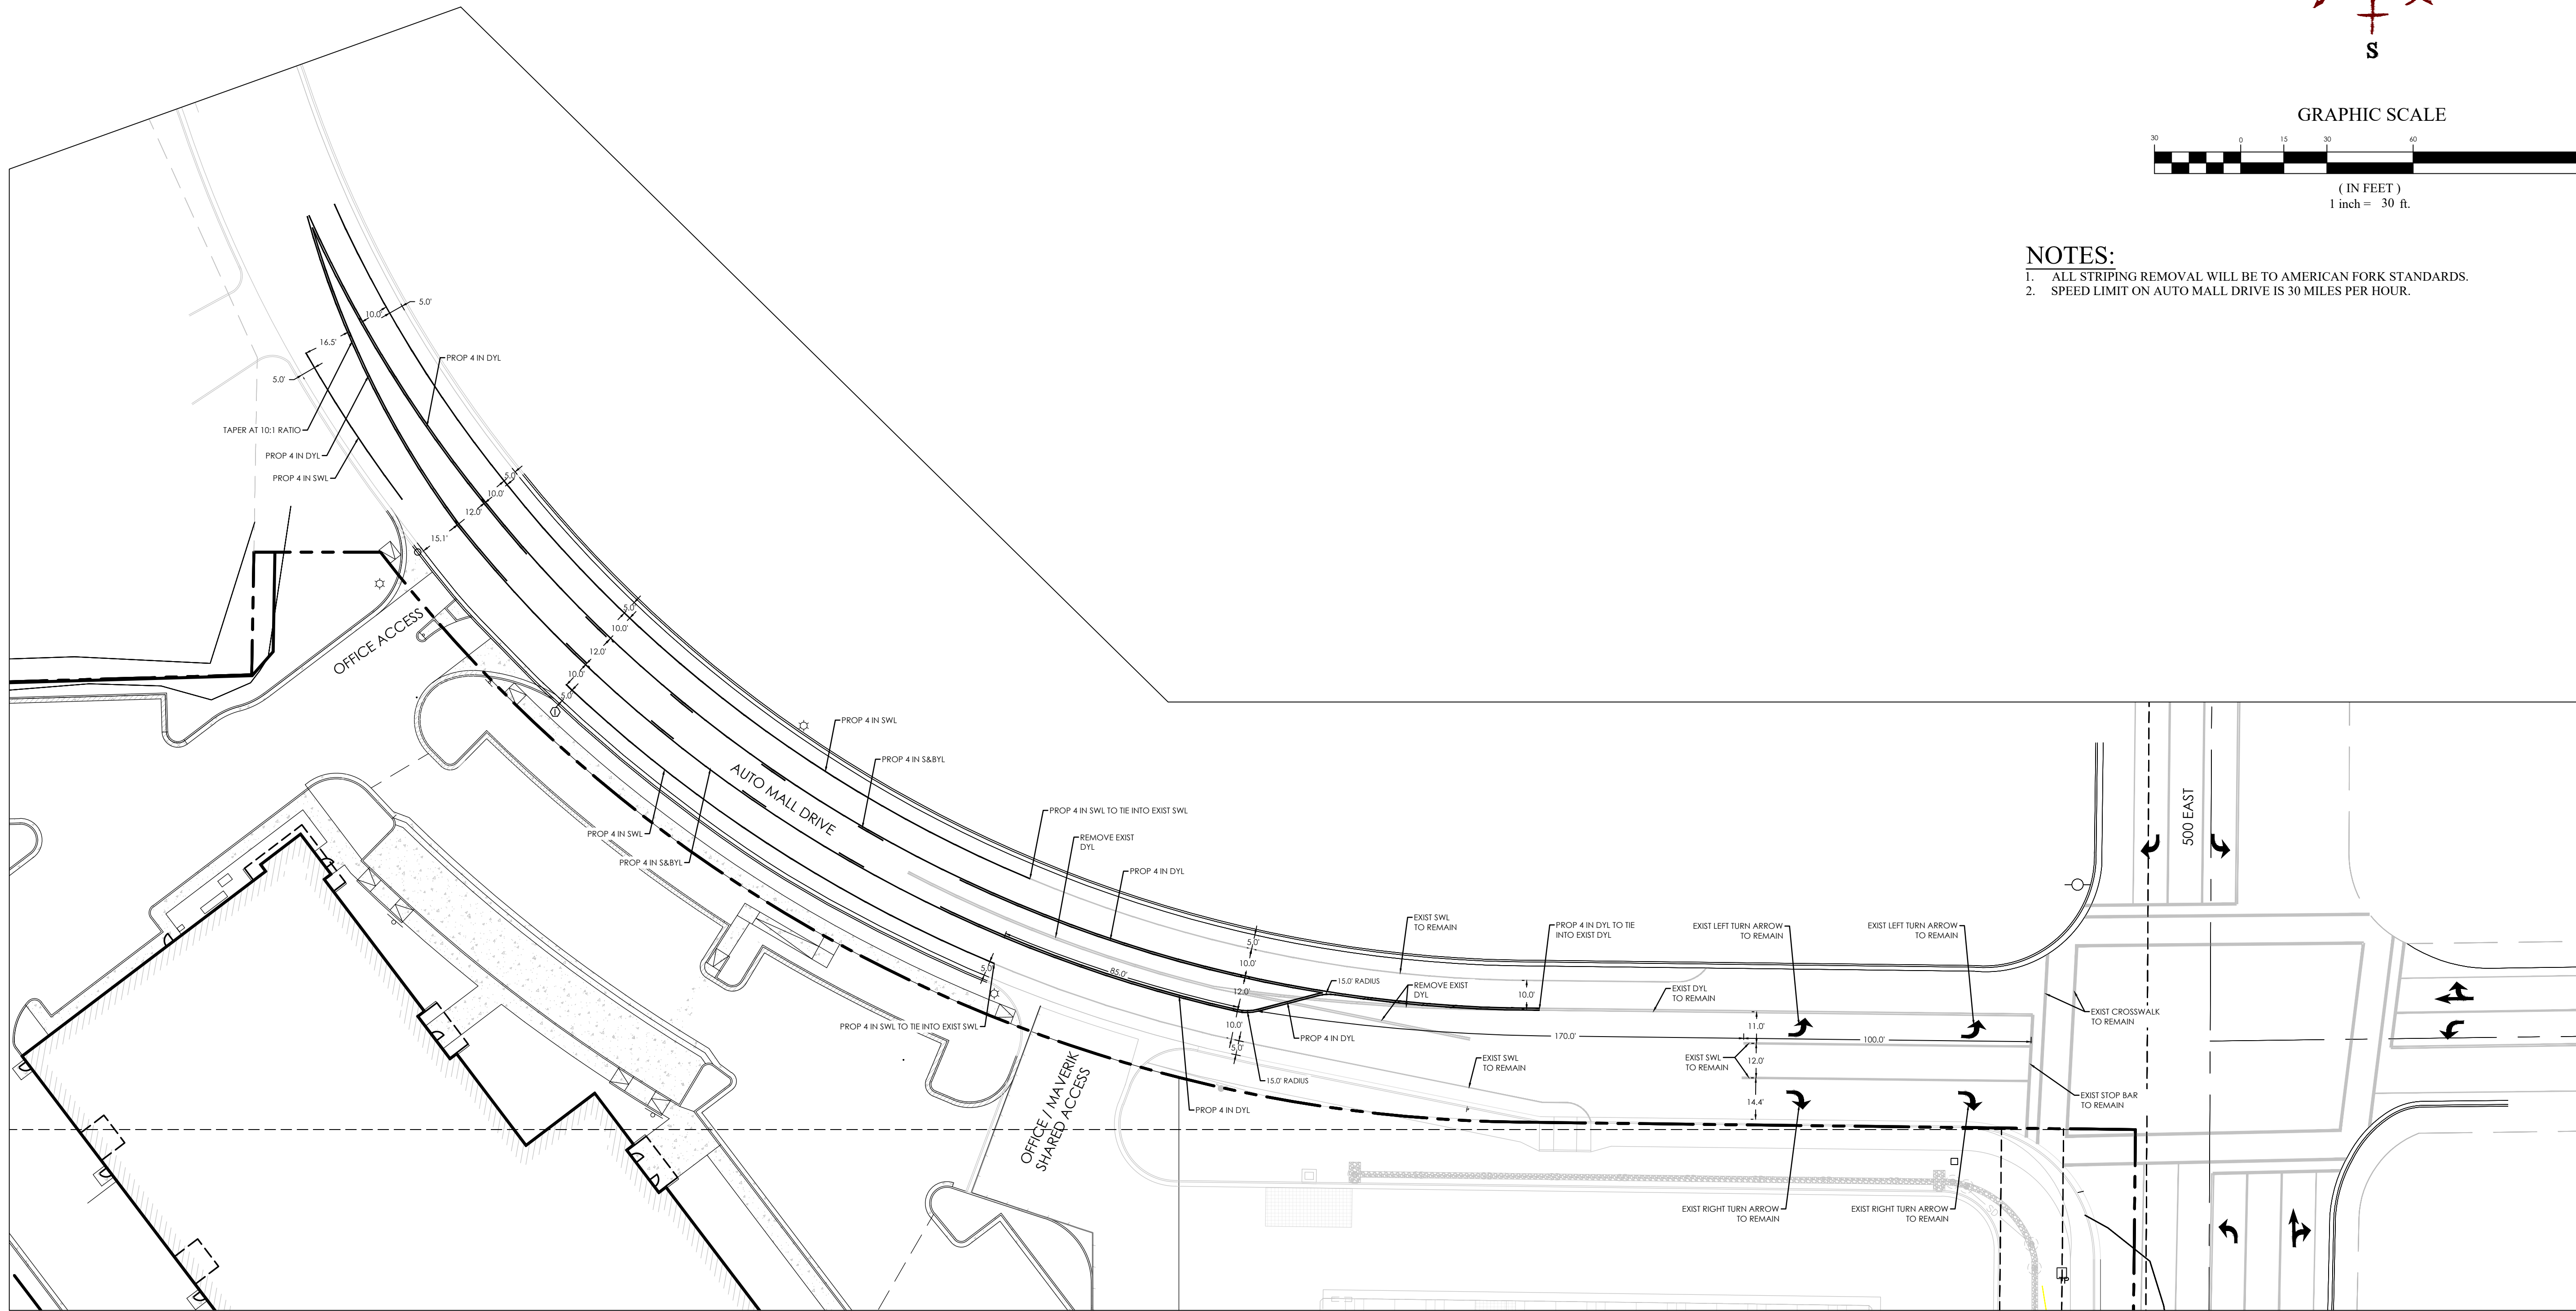 S
GRAPHIC SCALE
30 0 15 30 60
( IN FEET )
1 inch = 30 ft.
NOTES:
1. ALL STRIPING REMOVAL WILL BE TO AMERICAN FORK STANDARDS.
2. SPEED LIMIT ON AUTO MALL DRIVE IS 30 MILES PER HOUR.
5.0'
10.0'
16.5'
5.0'
PROP 4 IN DYL
TAPER AT 10:1 RATIO
PROP 4 IN DYL
PROP 4 IN SWL
5.0'
10.0'
12.0'
15.1'
OFFICE ACCESS
5.0'
10.0'
12.0'
10.0'
5.0'
PROP 4 IN SWL
PROP 4 IN S&BYL
AUTO MALL DRIVE
PROP 4 IN SWL
PROP 4 IN S&BYL
PROP 4 IN SWL TO TIE INTO EXIST SWL
REMOVE EXIST
DYL
PROP 4 IN DYL
500 EAST
EXIST SWL
TO REMAIN
PROP 4 IN DYL TO TIE
INTO EXIST DYL
EXIST LEFT TURN ARROW
TO REMAIN
EXIST LEFT TURN ARROW
TO REMAIN
5.0'
10.0'
12.0'
10.0'
5.0'
5.0'
85.0'
15.0' RADIUS
REMOVE EXIST
DYL
10.0'
EXIST DYL
TO REMAIN
PROP 4 IN SWL TO TIE INTO EXIST SWL
PROP 4 IN DYL
170.0'
11.0'
100.0'
EXIST CROSSWALK
TO REMAIN
EXIST SWL
TO REMAIN
EXIST SWL
TO REMAIN
12.0'
14.4'
15.0' RADIUS
PROP 4 IN DYL
EXIST STOP BAR
TO REMAIN
OFFICE / MAVERIK
SHARED ACCESS
EXIST RIGHT TURN ARROW
TO REMAIN
EXIST RIGHT TURN ARROW
TO REMAIN
TP